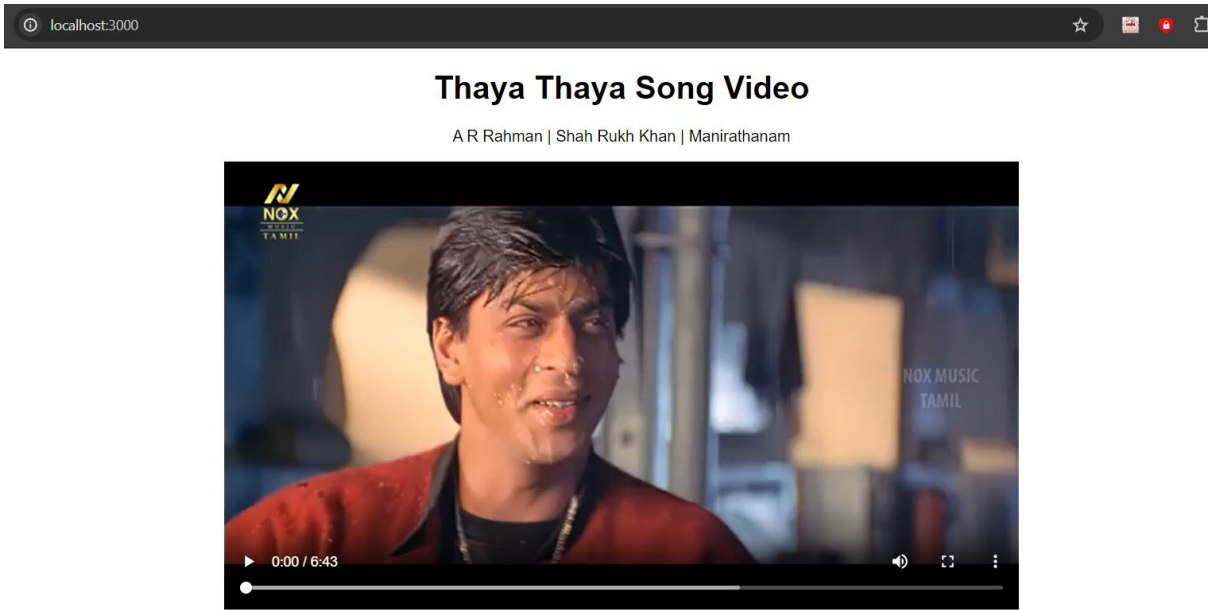 localhost:3000
Thaya Thaya Song Video
A R Rahman | Shah Rukh Khan | Manirathanam
NOX
MUSIC
TAMIL
NOX MUSIC
TAMIL
0:00 / 6:43